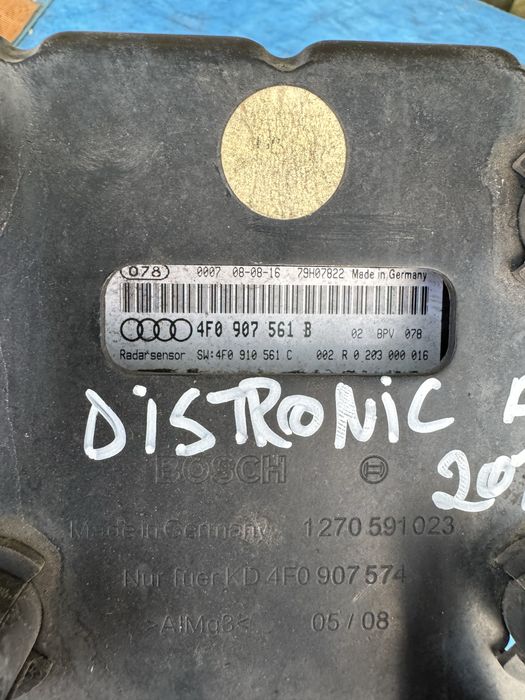 078 0007 08-08-16 79H07822 Made in Germany
4F0 907 561 B 02 BPV 078
Radarsensor SW:4F0 910 561 C 002 R 0 203 000 016
DiSTRONiC
BOSCH
Made in Germany 1270 591 023
Nur fuer KD 4F0 907 574
>AlMg3< 05 / 08